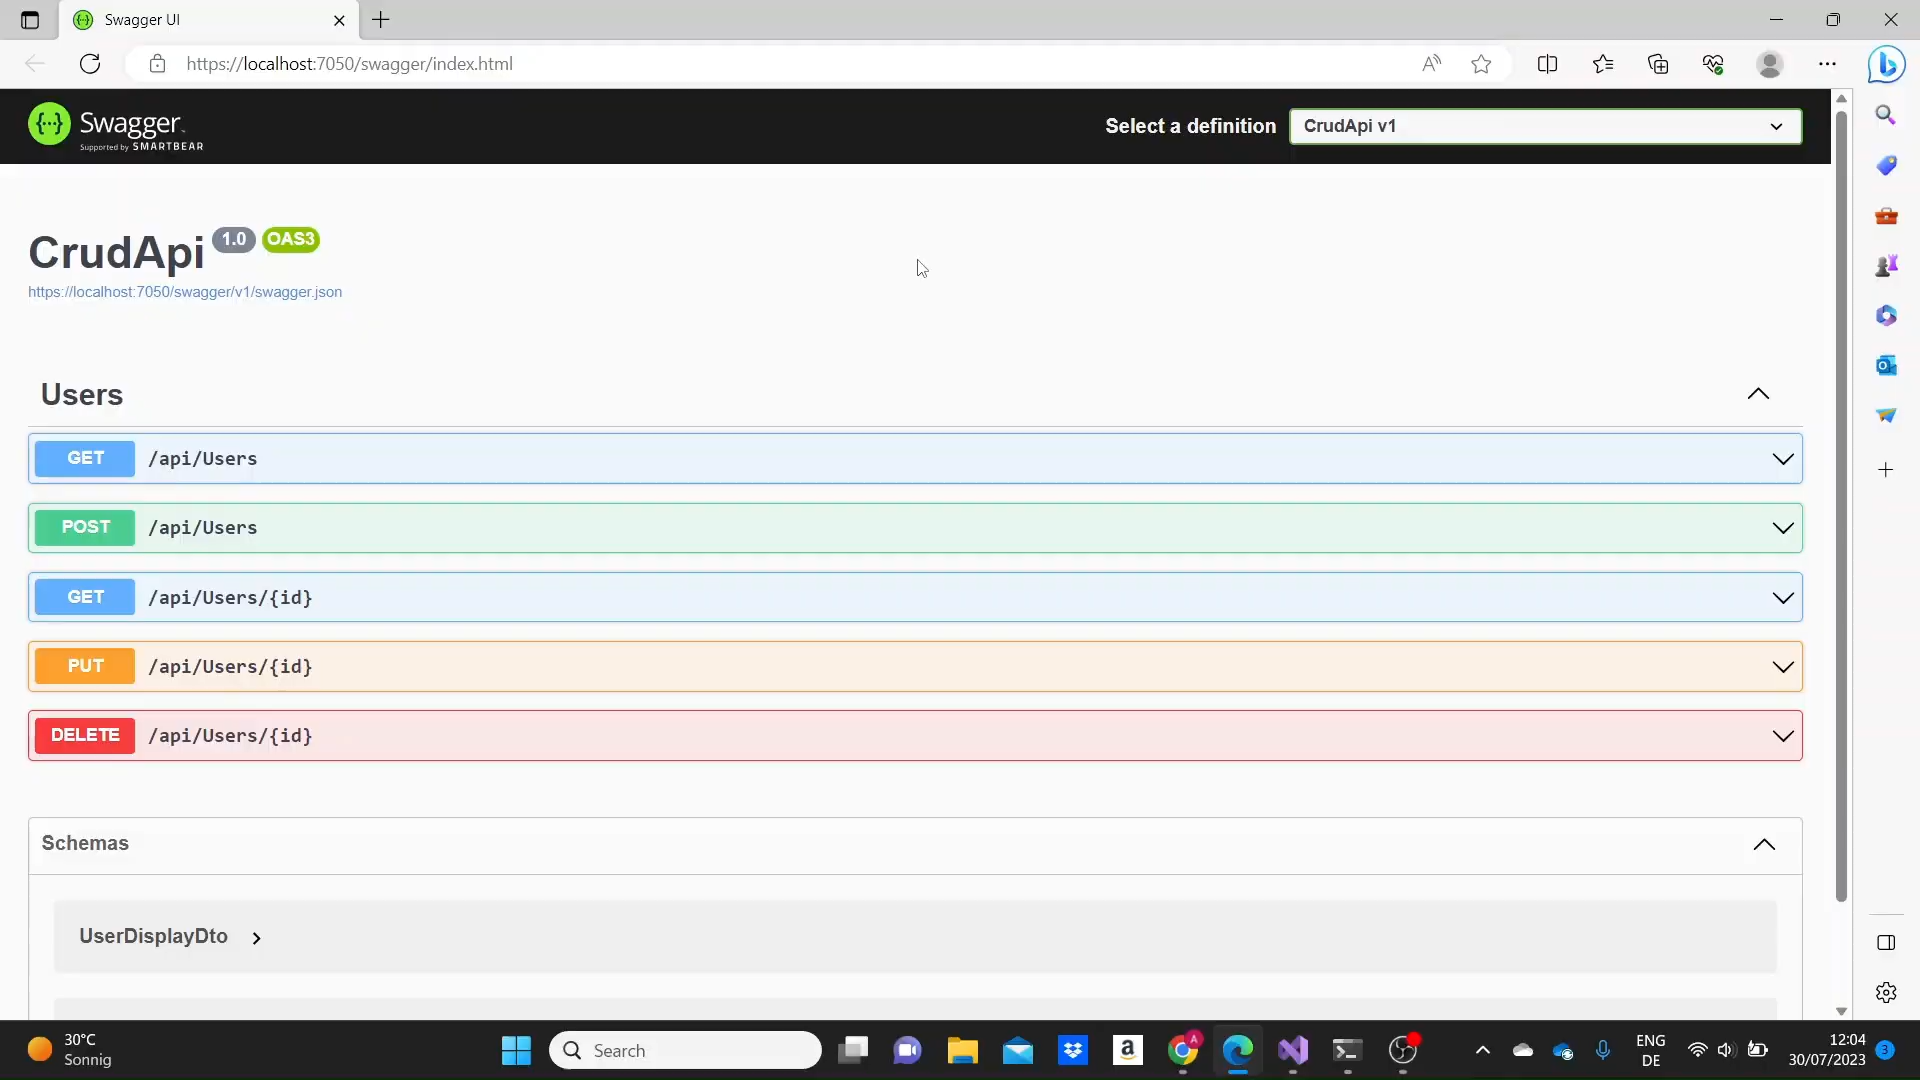 Swagger UI
https://localhost:7050/swagger/index.html
Swagger
Supported by SMARTBEAR
Select a definition
CrudApi v1
CrudApi 1.0 OAS3
https://localhost:7050/swagger/v1/swagger.json
Users
GET /api/Users
POST /api/Users
GET /api/Users/{id}
PUT /api/Users/{id}
DELETE /api/Users/{id}
Schemas
UserDisplayDto
30°C
Sonnig
Search
A
ENG
DE
12:04
30/07/2023
3